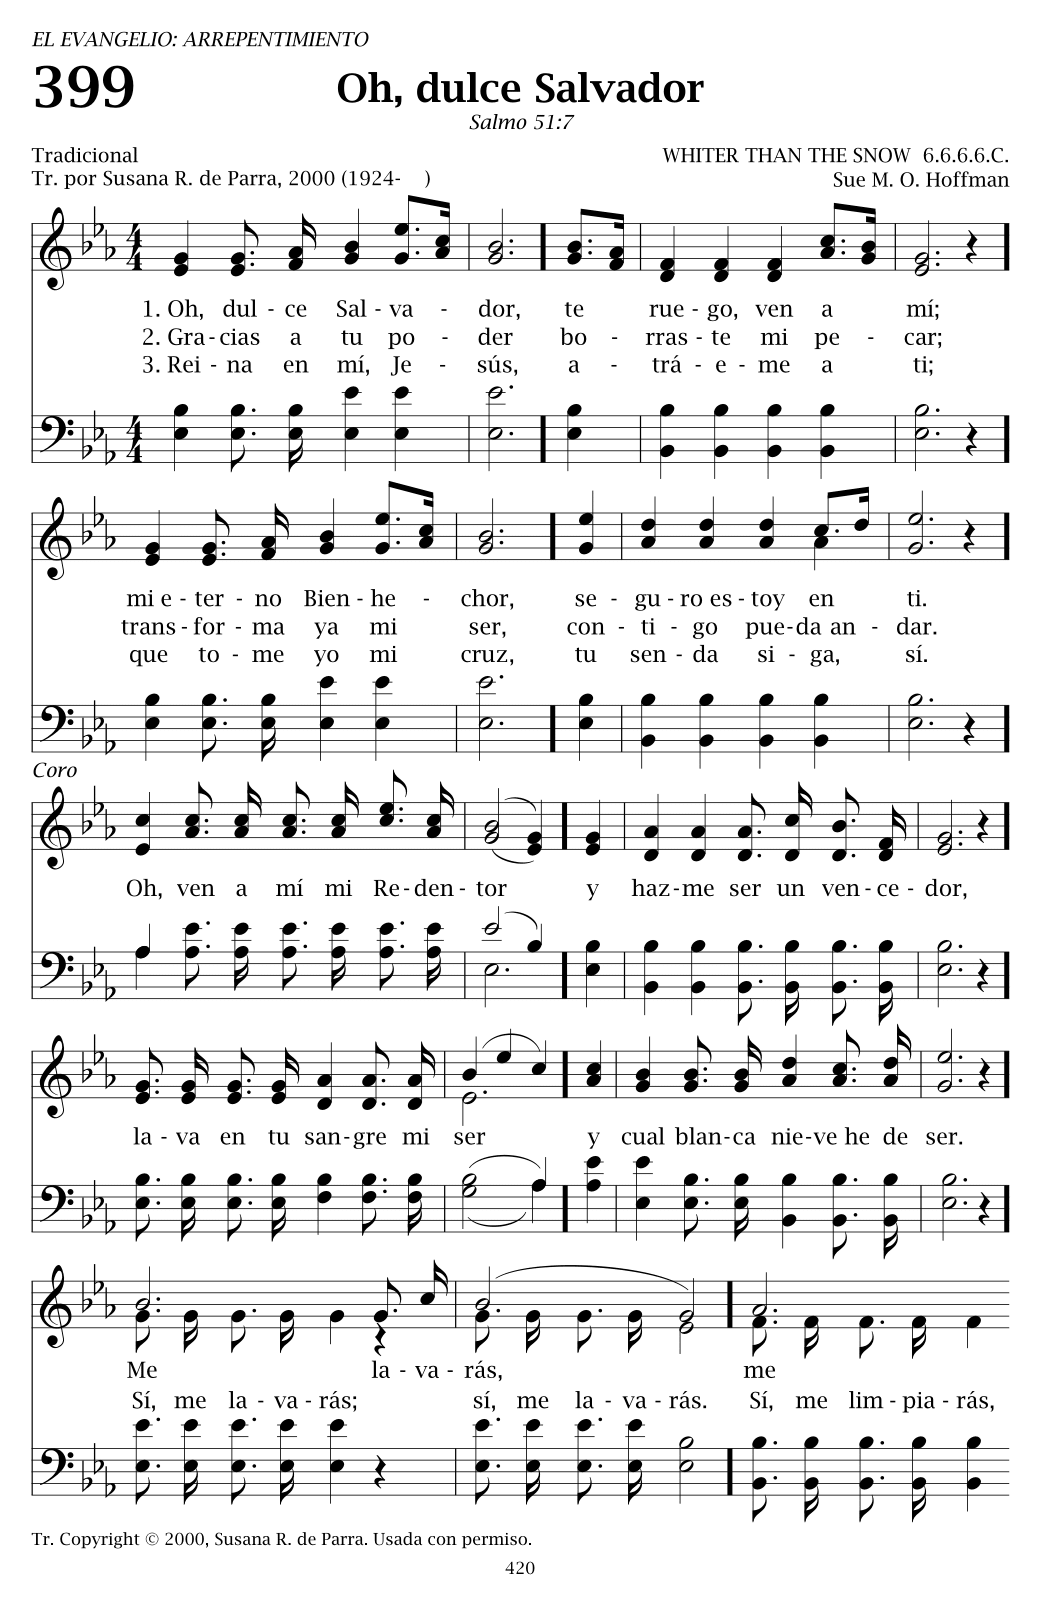 EL EVANGELIO: ARREPENTIMIENTO
399 Oh, dulce Salvador
Salmo 51:7
Tradicional WHITER THAN THE SNOW 6.6.6.6.C.
Tr. por Susana R. de Parra, 2000 (1924- ) Sue M. O. Hoffman
1. Oh, dul - ce Sal - va - dor, te rue - go, ven a mí;
2. Gra - cias a tu po - der bo - rras - te mi pe - car;
3. Rei - na en mí, Je - sús, a - trá - e - me a ti;
mi e - ter - no Bien - he - chor, se - gu - ro es - toy en ti.
trans - for - ma ya mi ser, con - ti - go pue - da an - dar.
que to - me yo mi cruz, tu sen - da si - ga, sí.
Coro
Oh, ven a mí mi Re - den - tor y haz - me ser un ven - ce - dor,
la - va en tu san - gre mi ser y cual blan - ca nie - ve he de ser.
Me la - va - rás, me
Sí, me la - va - rás; sí, me la - va - rás. Sí, me lim - pia - rás,
Tr. Copyright © 2000, Susana R. de Parra. Usada con permiso.
420